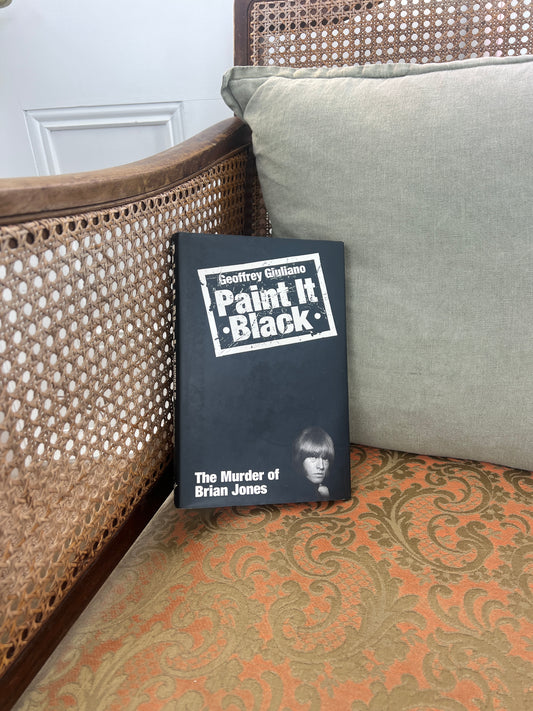 Geoffrey Giuliano
Paint It
·Black·
The Murder of
Brian Jones